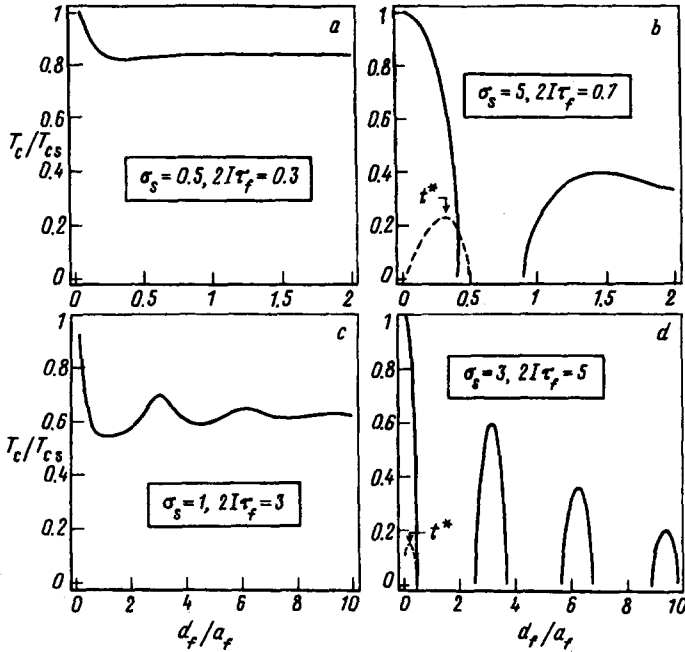 1 a 1 b
0.8 0.8
σ_s = 5, 2Iτ_f = 0.7
0.6 0.6
T_c/T_cs
0.4 σ_s = 0.5, 2Iτ_f = 0.3 0.4
t*
0.2 0.2
0 0
0 0.5 1 1.5 2 0 0.5 1 1.5 2
1 c 1 d
0.8 0.8
σ_s = 3, 2Iτ_f = 5
0.6 0.6
T_c/T_cs
0.4 0.4
σ_s = 1, 2Iτ_f = 3
0.2 0.2 t*
0 0
0 2 4 6 8 10 0 2 4 6 8 10
d_f/a_f d_f/a_f